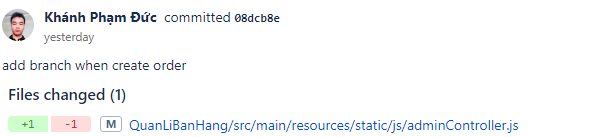 Khánh Phạm Đức committed 08dcb8e
yesterday
add branch when create order
Files changed (1)
+1 -1 M QuanLiBanHang/src/main/resources/static/js/adminController.js